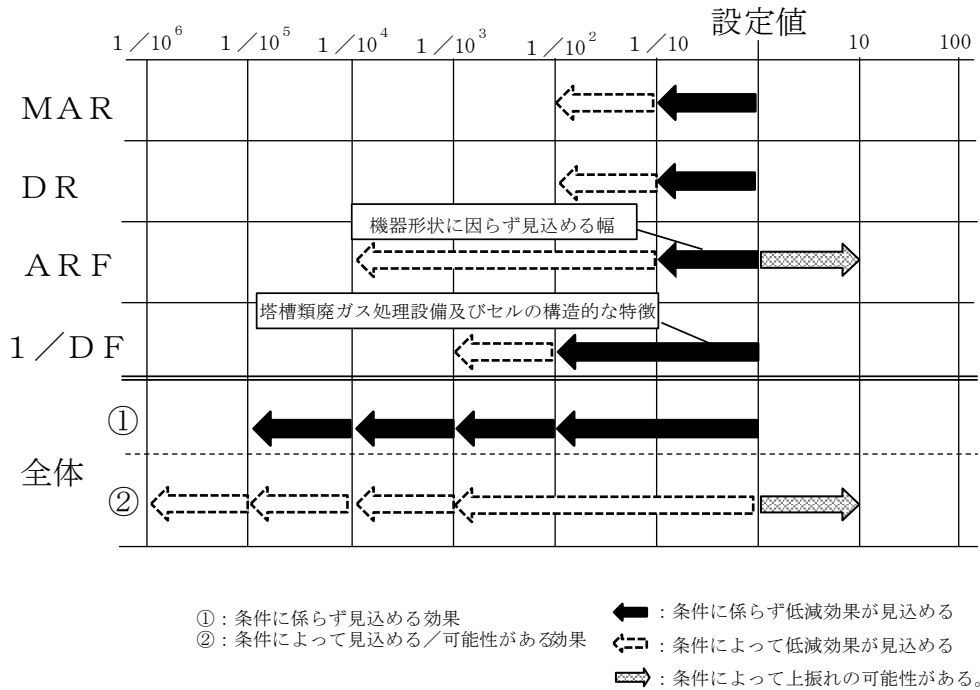 設定値
１／10⁶ １／10⁵ １／10⁴ １／10³ １／10² １／10 10 100
ＭＡＲ
ＤＲ
機器形状に因らず見込める幅
ＡＲＦ
塔槽類廃ガス処理設備及びセルの構造的な特徴
１／ＤＦ
①
全体
②
①：条件に係らず見込める効果
②：条件によって見込める／可能性がある効果
：条件に係らず低減効果が見込める
：条件によって低減効果が見込める
：条件によって上振れの可能性がある。